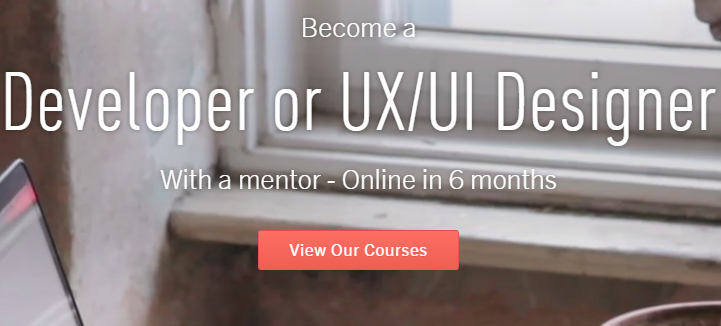 Become a
Developer or UX/UI Designer
With a mentor - Online in 6 months
View Our Courses